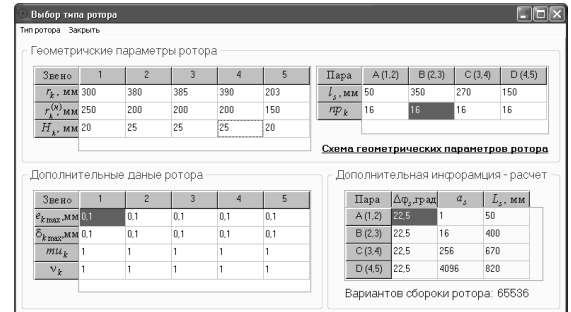 Выбор типа ротора
Тип ротора Закрыть
Геометричские параметры ротора
Звено 1 2 3 4 5
r_k, мм 300 380 385 390 203
r_k^(н), мм 250 200 200 200 150
H_k, мм 20 25 25 25 20
Пара A (1,2) B (2,3) C (3,4) D (4,5)
l_s, мм 50 350 270 150
np_k 16 16 16 16
Схема геометрических параметров ротора
Дополнительные даные ротора
Звено 1 2 3 4 5
e_k max, мм 0,1 0,1 0,1 0,1 0,1
δ_k max, мм 0,1 0,1 0,1 0,1 0,1
mu_k 1 1 1 1 1
ν_k 1 1 1 1 1
Дополнительная инфорамция - расчет
Пара Δφ_s, град a_s L_s, мм
A (1,2) 22,5 1 50
B (2,3) 22,5 16 400
C (3,4) 22,5 256 670
D (4,5) 22,5 4096 820
Вариантов сбороки ротора: 65536